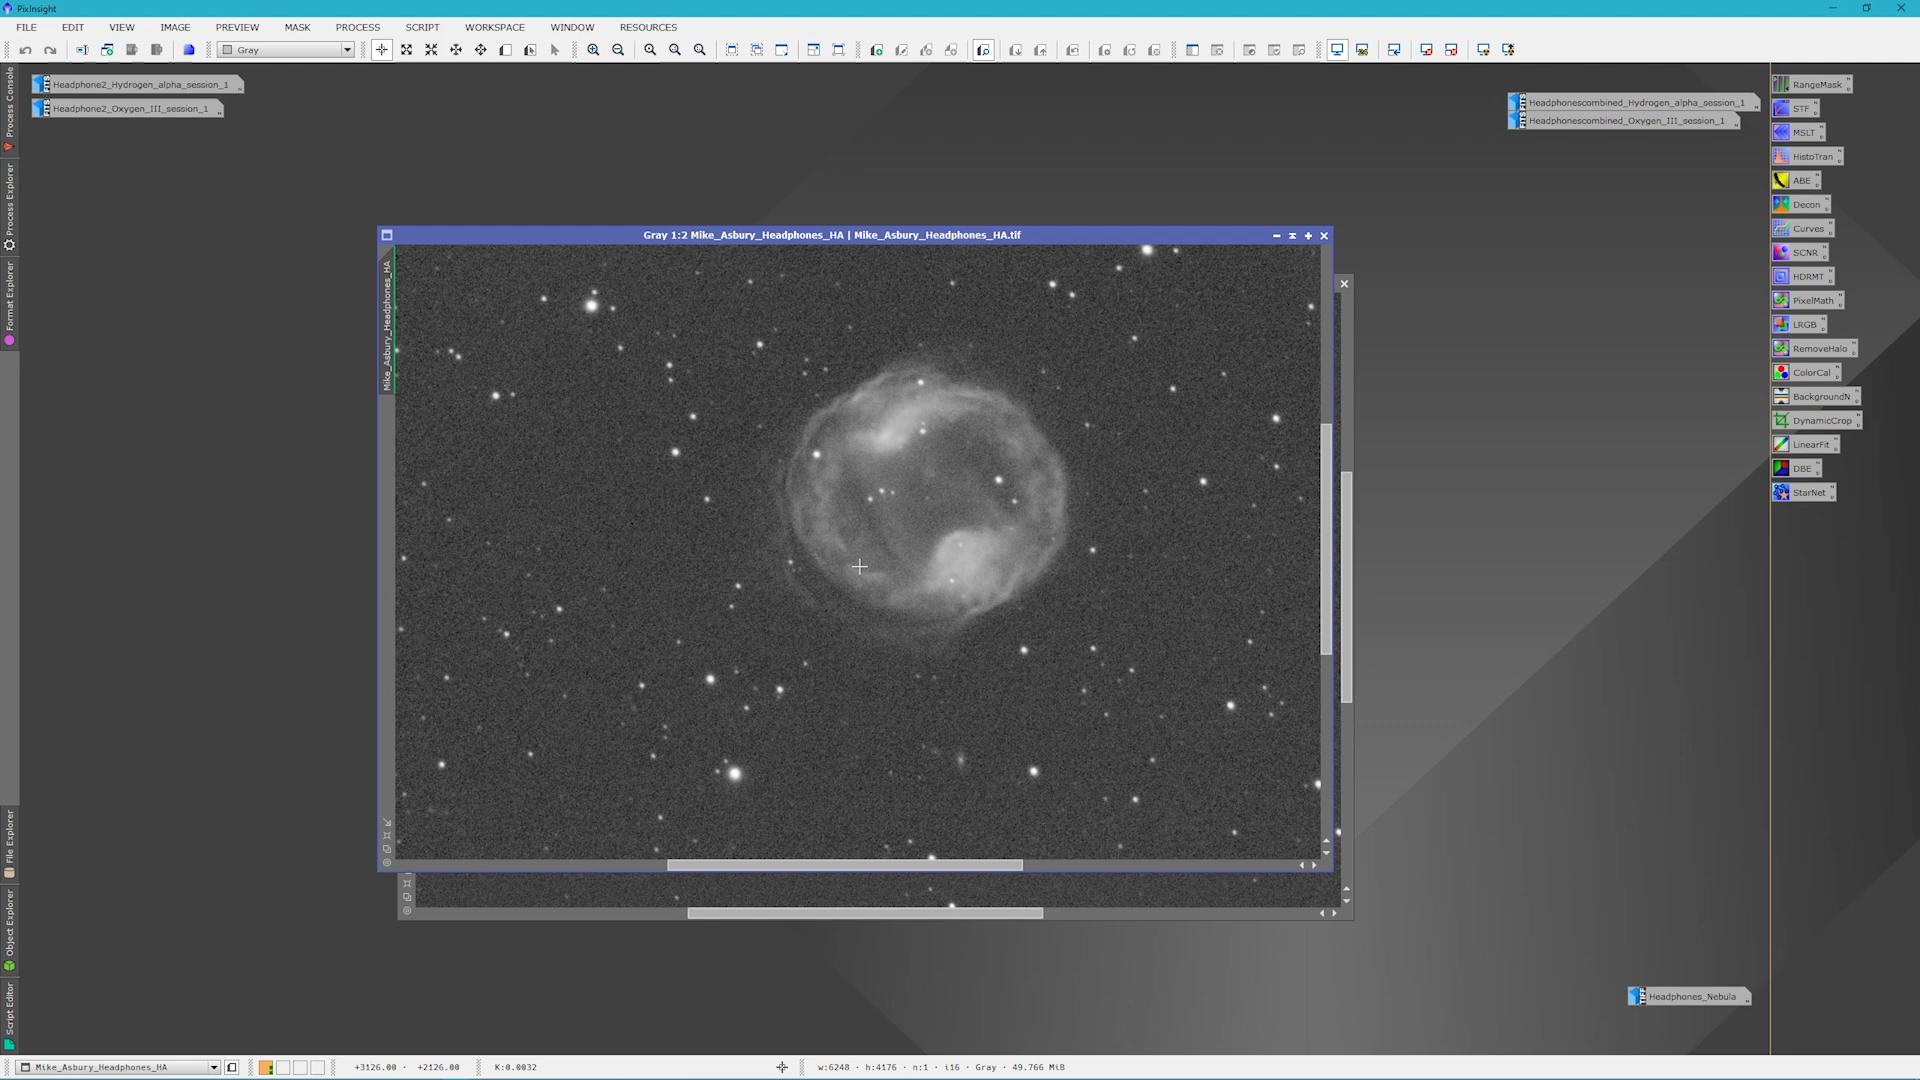 PixInsight
FILE EDIT VIEW IMAGE PREVIEW MASK PROCESS SCRIPT WORKSPACE WINDOW RESOURCES
Gray
Process Console
Process Explorer
Format Explorer
File Explorer
Object Explorer
Script Editor
Headphone2_Hydrogen_alpha_session_1
Headphone2_Oxygen_III_session_1
Headphonescombined_Hydrogen_alpha_session_1
Headphonescombined_Oxygen_III_session_1
Gray 1:2 Mike_Asbury_Headphones_HA | Mike_Asbury_Headphones_HA.tif
Mike_Asbury_Headphones_HA
RangeMask
STF
MSLT
HistoTran
ABE
Decon
Curves
SCNR
HDRMT
PixelMath
LRGB
RemoveHalo
ColorCal
BackgroundN
DynamicCrop
LinearFit
DBE
StarNet
Headphones_Nebula
Mike_Asbury_Headphones_HA +3126.00 · +2126.00 K:0.0032 w:6248 · h:4176 · n:1 · i16 · Gray · 49.766 MiB